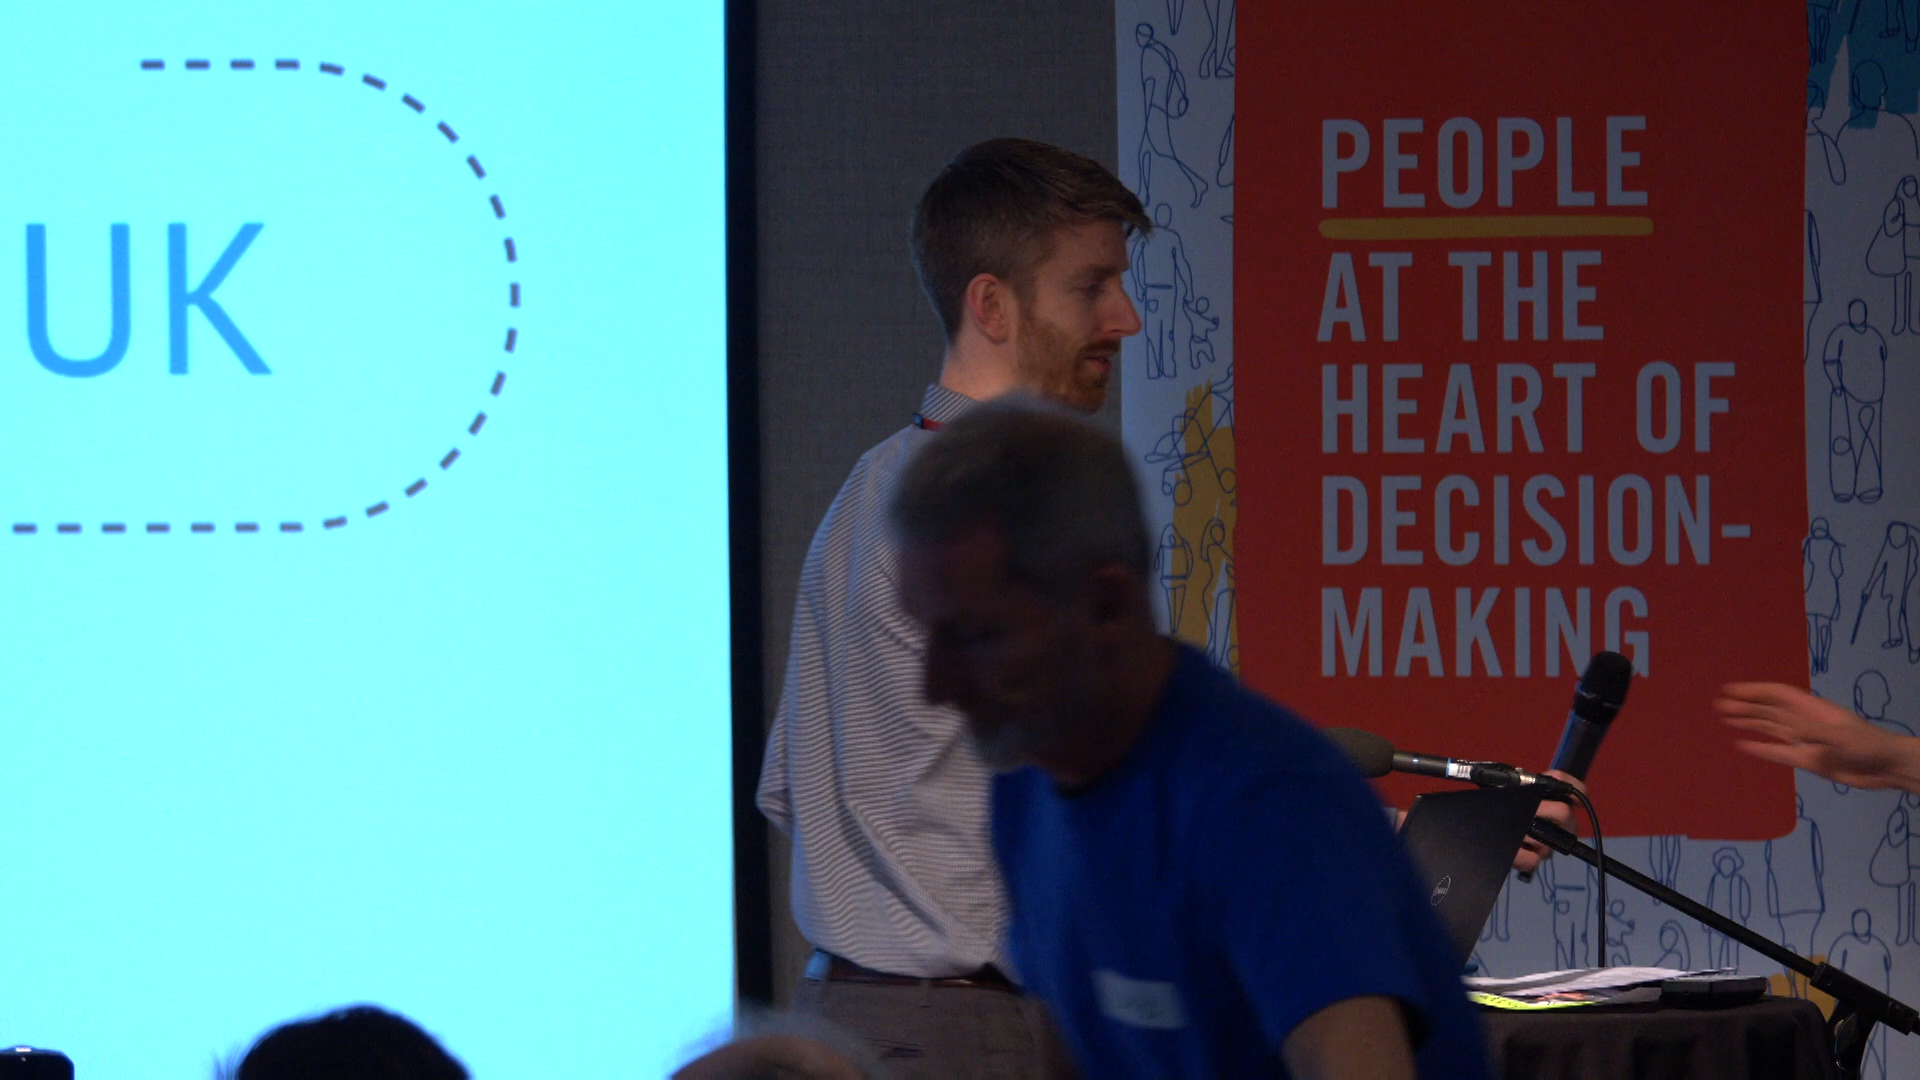 UK
PEOPLE
AT THE
HEART OF
DECISION-
MAKING